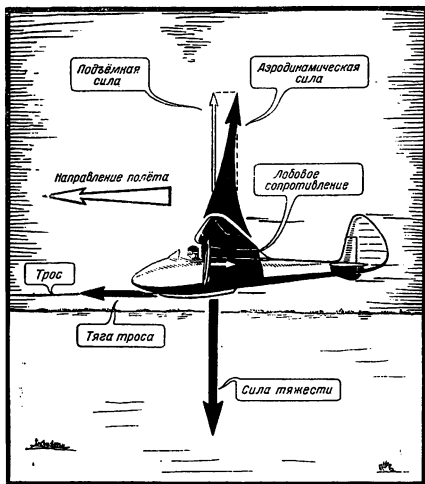 Подъёмная
сила
Аэродинамическая
сила
Направление полёта
Лобовое
сопротивление
Трос
Тяга троса
Сила тяжести